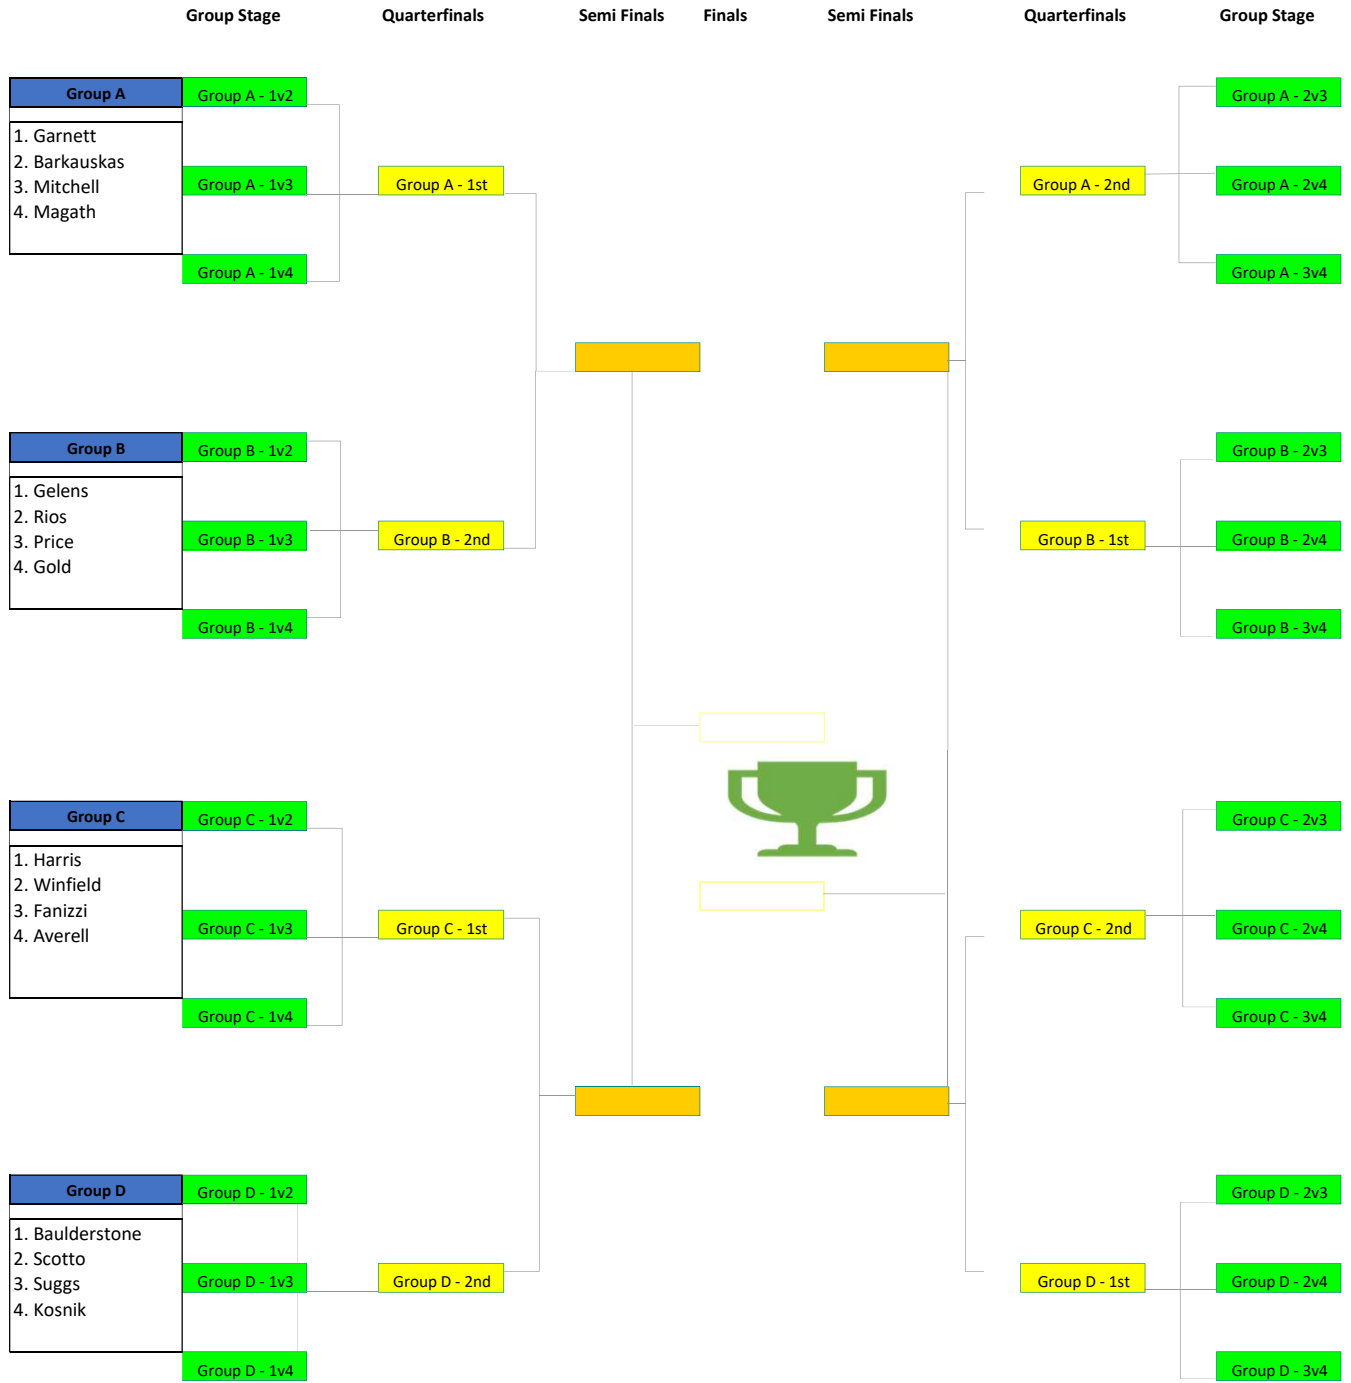 Group Stage Quarterfinals Semi Finals Finals Semi Finals Quarterfinals Group Stage
Group A Group A - 1v2 Group A - 2v3
1. Garnett
2. Barkauskas
3. Mitchell
4. Magath
Group A - 1v3 Group A - 1st Group A - 2nd Group A - 2v4
Group A - 1v4 Group A - 3v4
Group B Group B - 1v2 Group B - 2v3
1. Gelens
2. Rios
3. Price
4. Gold
Group B - 1v3 Group B - 2nd Group B - 1st Group B - 2v4
Group B - 1v4 Group B - 3v4
Group C Group C - 1v2 Group C - 2v3
1. Harris
2. Winfield
3. Fanizzi
4. Averell
Group C - 1v3 Group C - 1st Group C - 2nd Group C - 2v4
Group C - 1v4 Group C - 3v4
Group D Group D - 1v2 Group D - 2v3
1. Baulderstone
2. Scotto
3. Suggs
4. Kosnik
Group D - 1v3 Group D - 2nd Group D - 1st Group D - 2v4
Group D - 1v4 Group D - 3v4